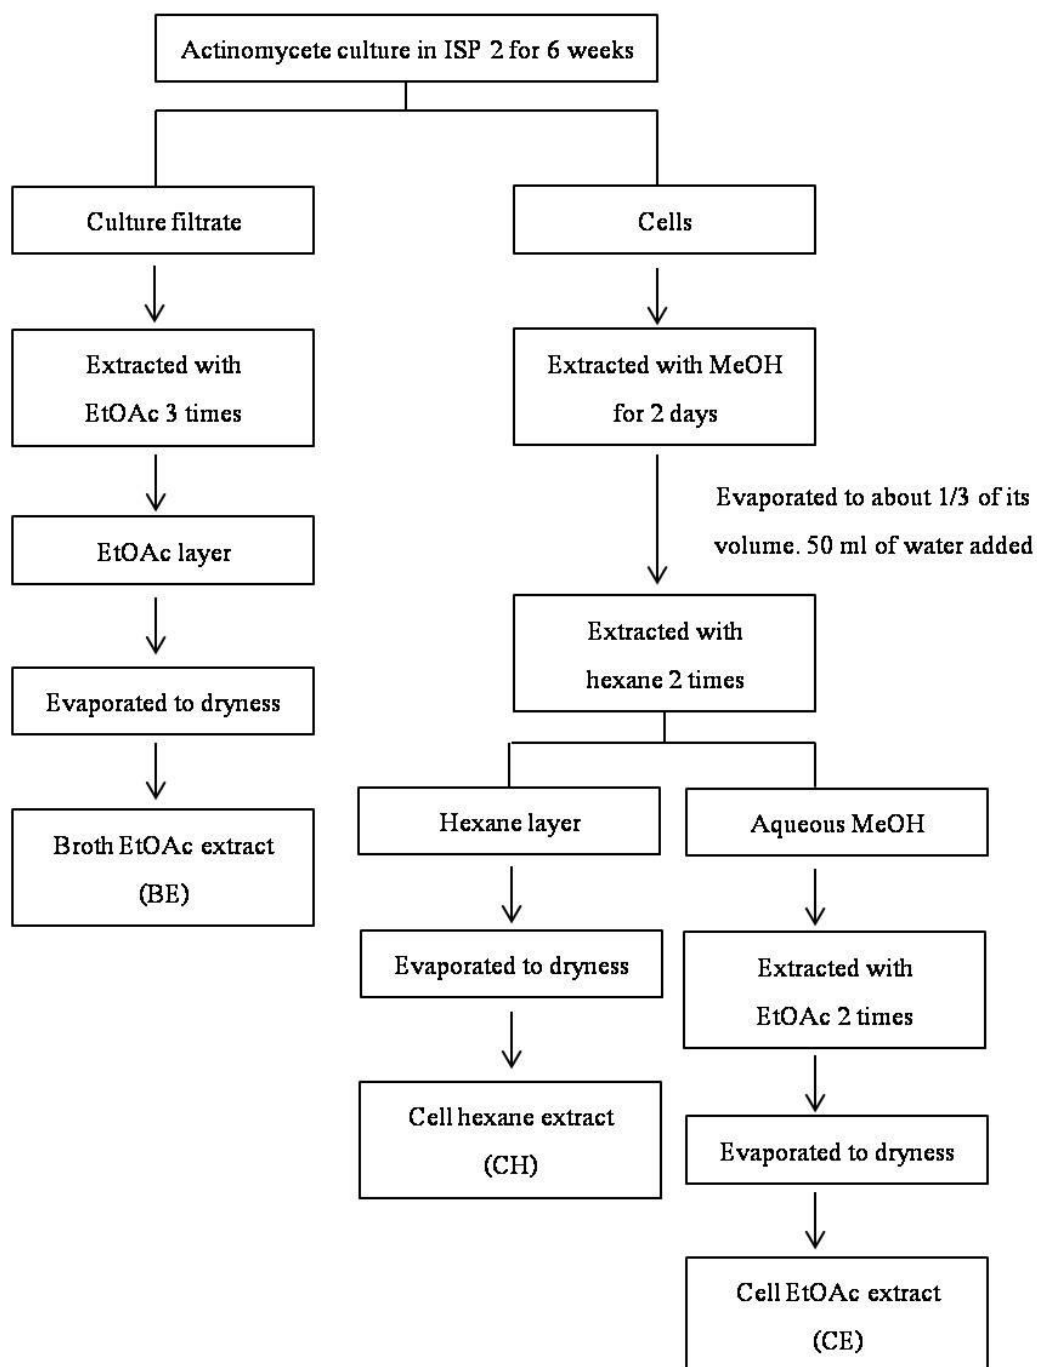 Actinomycete culture in ISP 2 for 6 weeks
Culture filtrate
Extracted with
EtOAc 3 times
EtOAc layer
Evaporated to dryness
Broth EtOAc extract
(BE)
Cells
Extracted with MeOH
for 2 days
Evaporated to about 1/3 of its
volume. 50 ml of water added
Extracted with
hexane 2 times
Hexane layer
Evaporated to dryness
Cell hexane extract
(CH)
Aqueous MeOH
Extracted with
EtOAc 2 times
Evaporated to dryness
Cell EtOAc extract
(CE)